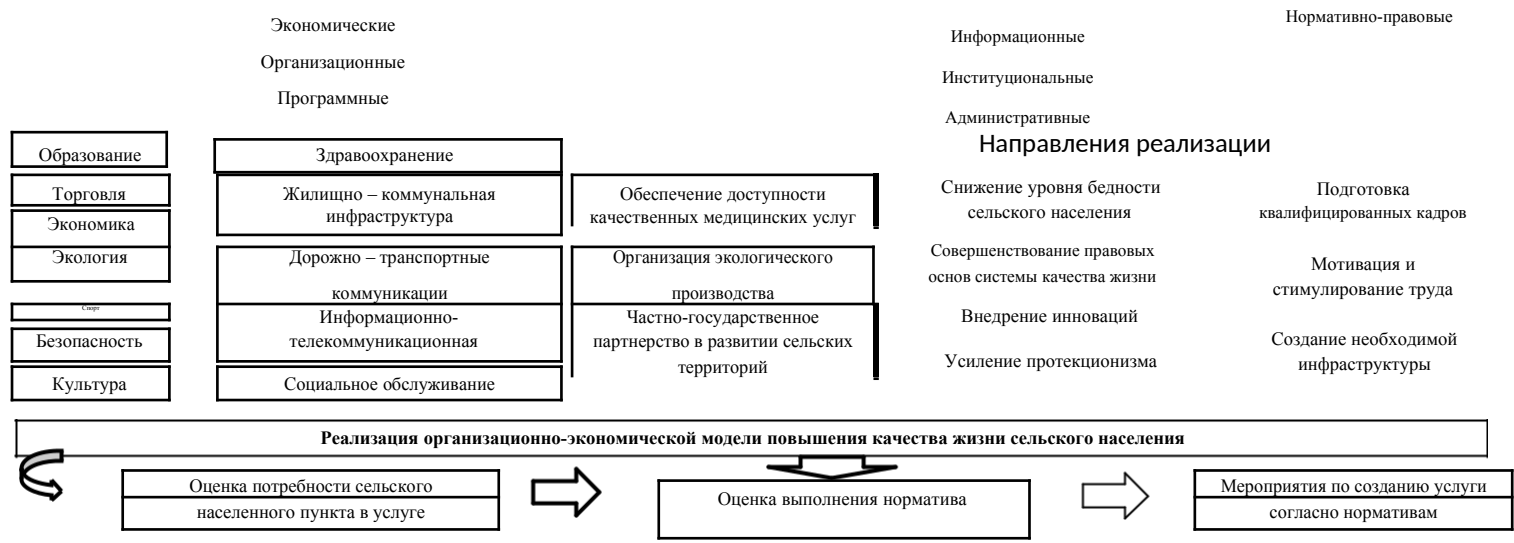 Экономические
Организационные
Программные
Информационные
Институциональные
Административные
Нормативно-правовые
Направления реализации
Образование
Торговля
Экономика
Экология
Спорт
Безопасность
Культура
Здравоохранение
Жилищно – коммунальная
инфраструктура
Дорожно – транспортные
коммуникации
Информационно-
телекоммуникационная
Социальное обслуживание
Обеспечение доступности
качественных медицинских услуг
Организация экологического
производства
Частно-государственное
партнерство в развитии сельских
территорий
Снижение уровня бедности
сельского населения
Совершенствование правовых
основ системы качества жизни
Внедрение инноваций
Усиление протекционизма
Подготовка
квалифицированных кадров
Мотивация и
стимулирование труда
Создание необходимой
инфраструктуры
Реализация организационно-экономической модели повышения качества жизни сельского населения
Оценка потребности сельского
населенного пункта в услуге
Оценка выполнения норматива
Мероприятия по созданию услуги
согласно нормативам